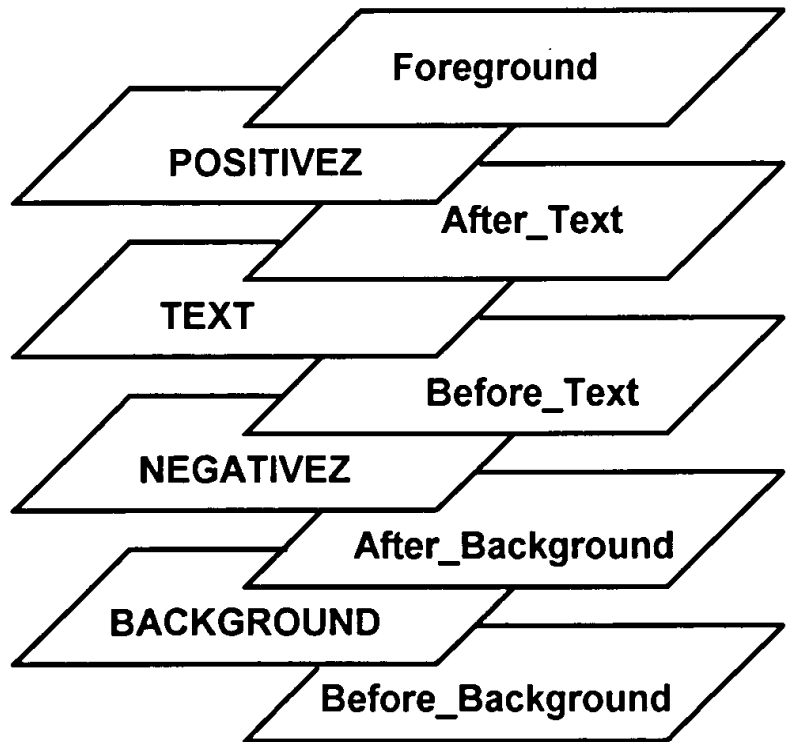 Foreground
POSITIVEZ
After_Text
TEXT
Before_Text
NEGATIVEZ
After_Background
BACKGROUND
Before_Background